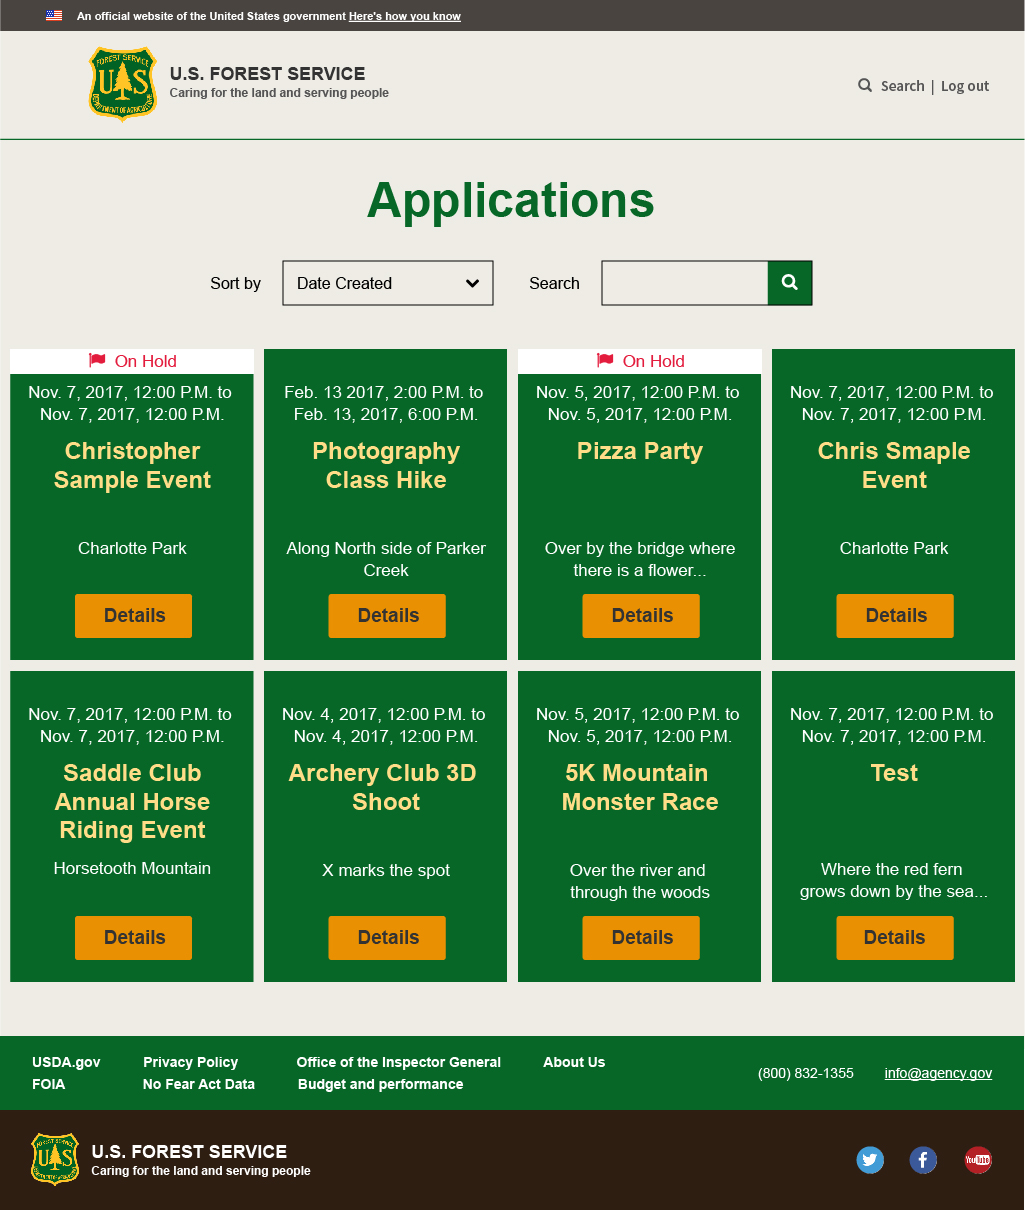 An official website of the United States government Here's how you know
FOREST SERVICE
UAS
DEPARTMENT OF AGRICULTURE
U.S. FOREST SERVICE
Caring for the land and serving people
Search | Log out
Applications
Sort by
Date Created
Search
On Hold
Nov. 7, 2017, 12:00 P.M. to
Nov. 7, 2017, 12:00 P.M.
Christopher
Sample Event
Charlotte Park
Details
Feb. 13 2017, 2:00 P.M. to
Feb. 13, 2017, 6:00 P.M.
Photography
Class Hike
Along North side of Parker
Creek
Details
On Hold
Nov. 5, 2017, 12:00 P.M. to
Nov. 5, 2017, 12:00 P.M.
Pizza Party
Over by the bridge where
there is a flower...
Details
Nov. 7, 2017, 12:00 P.M. to
Nov. 7, 2017, 12:00 P.M.
Chris Smaple
Event
Charlotte Park
Details
Nov. 7, 2017, 12:00 P.M. to
Nov. 7, 2017, 12:00 P.M.
Saddle Club
Annual Horse
Riding Event
Horsetooth Mountain
Details
Nov. 4, 2017, 12:00 P.M. to
Nov. 4, 2017, 12:00 P.M.
Archery Club 3D
Shoot
X marks the spot
Details
Nov. 5, 2017, 12:00 P.M. to
Nov. 5, 2017, 12:00 P.M.
5K Mountain
Monster Race
Over the river and
through the woods
Details
Nov. 7, 2017, 12:00 P.M. to
Nov. 7, 2017, 12:00 P.M.
Test
Where the red fern
grows down by the sea...
Details
USDA.gov
Privacy Policy
Office of the Inspector General
About Us
FOIA
No Fear Act Data
Budget and performance
(800) 832-1355
info@agency.gov
UAS
U.S. FOREST SERVICE
Caring for the land and serving people
YouTube